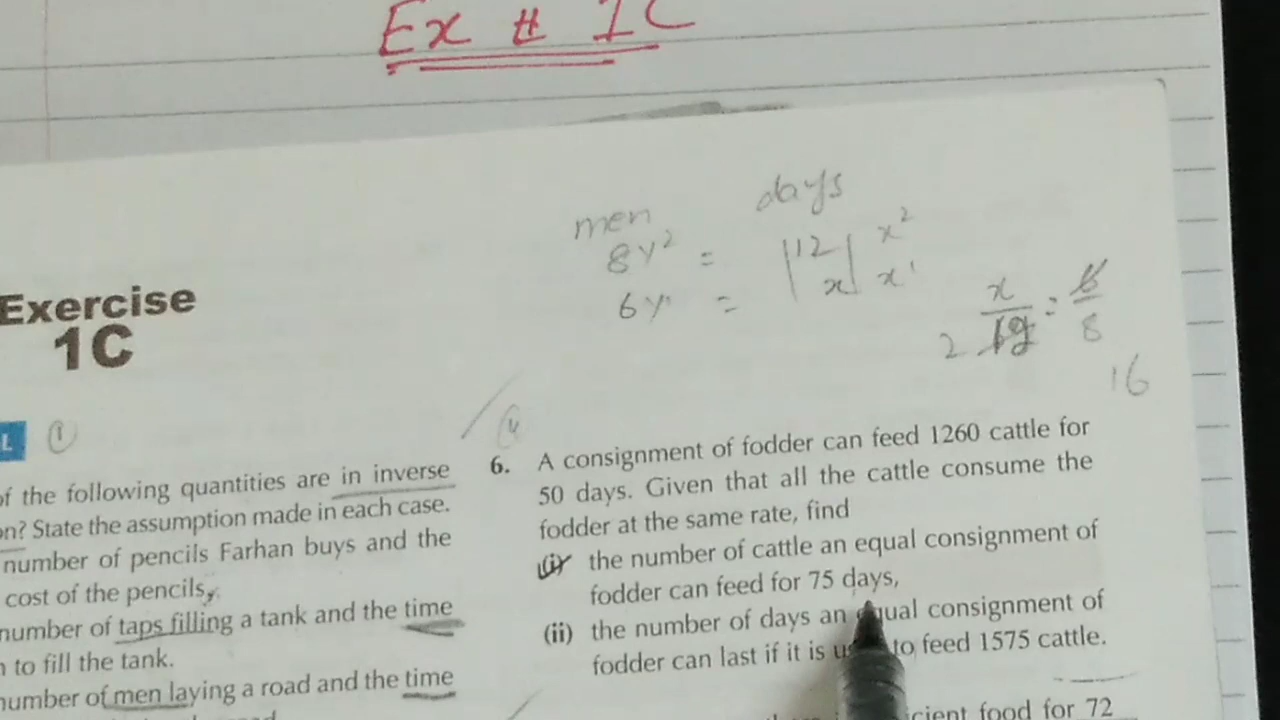 Ex # 1C
men days
8y² = |12| x²
6y¹ = x| x¹
x/12 = 6/8
2
16
Exercise
1C
L 1
of the following quantities are in inverse
on? State the assumption made in each case.
number of pencils Farhan buys and the
cost of the pencils,
number of taps filling a tank and the time
to fill the tank.
number of men laying a road and the time
6. A consignment of fodder can feed 1260 cattle for
50 days. Given that all the cattle consume the
fodder at the same rate, find
(i) the number of cattle an equal consignment of
fodder can feed for 75 days,
(ii) the number of days an equal consignment of
fodder can last if it is to feed 1575 cattle.
food for 72